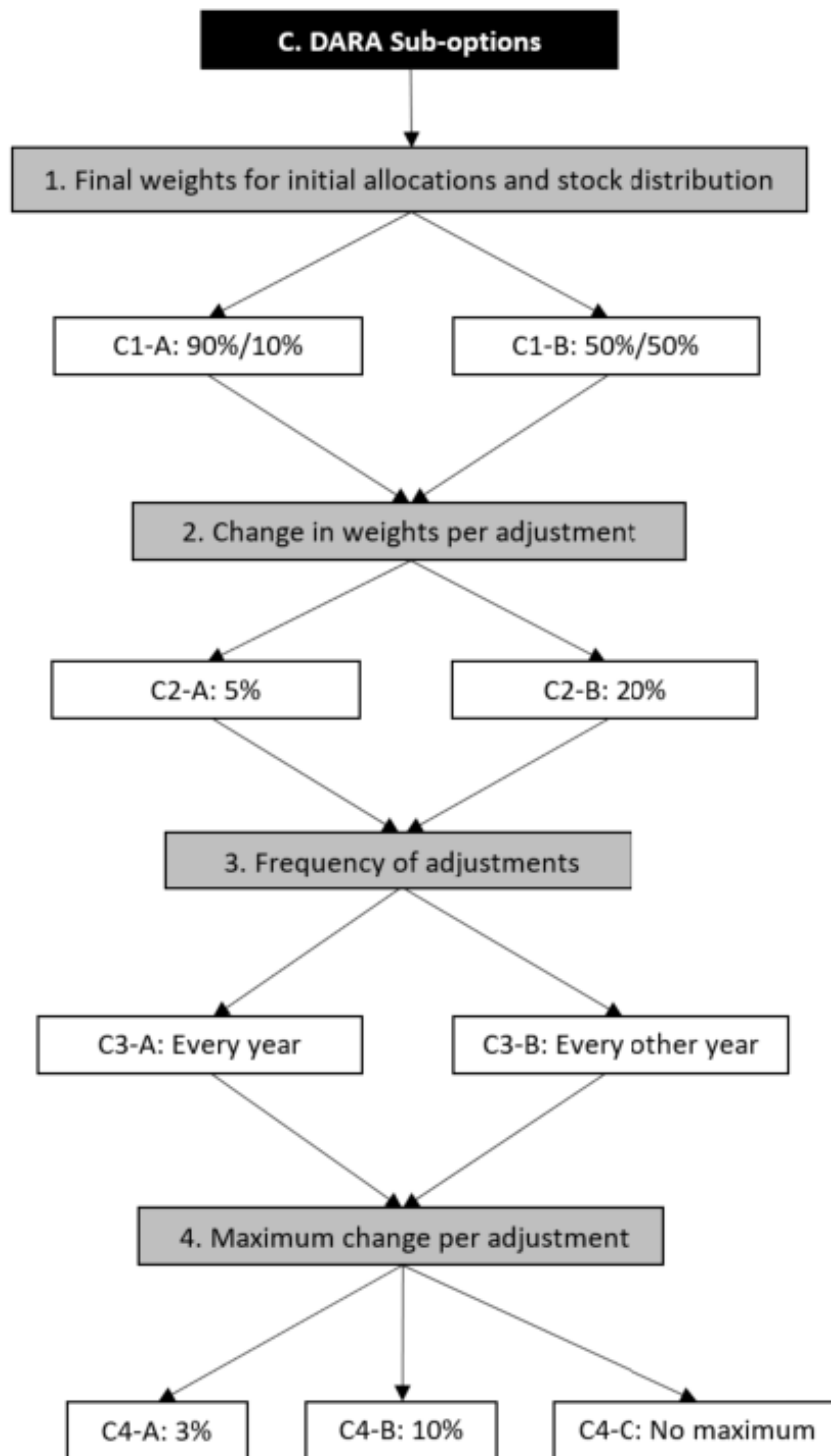 C. DARA Sub-options
1. Final weights for initial allocations and stock distribution
C1-A: 90%/10%
C1-B: 50%/50%
2. Change in weights per adjustment
C2-A: 5%
C2-B: 20%
3. Frequency of adjustments
C3-A: Every year
C3-B: Every other year
4. Maximum change per adjustment
C4-A: 3%
C4-B: 10%
C4-C: No maximum